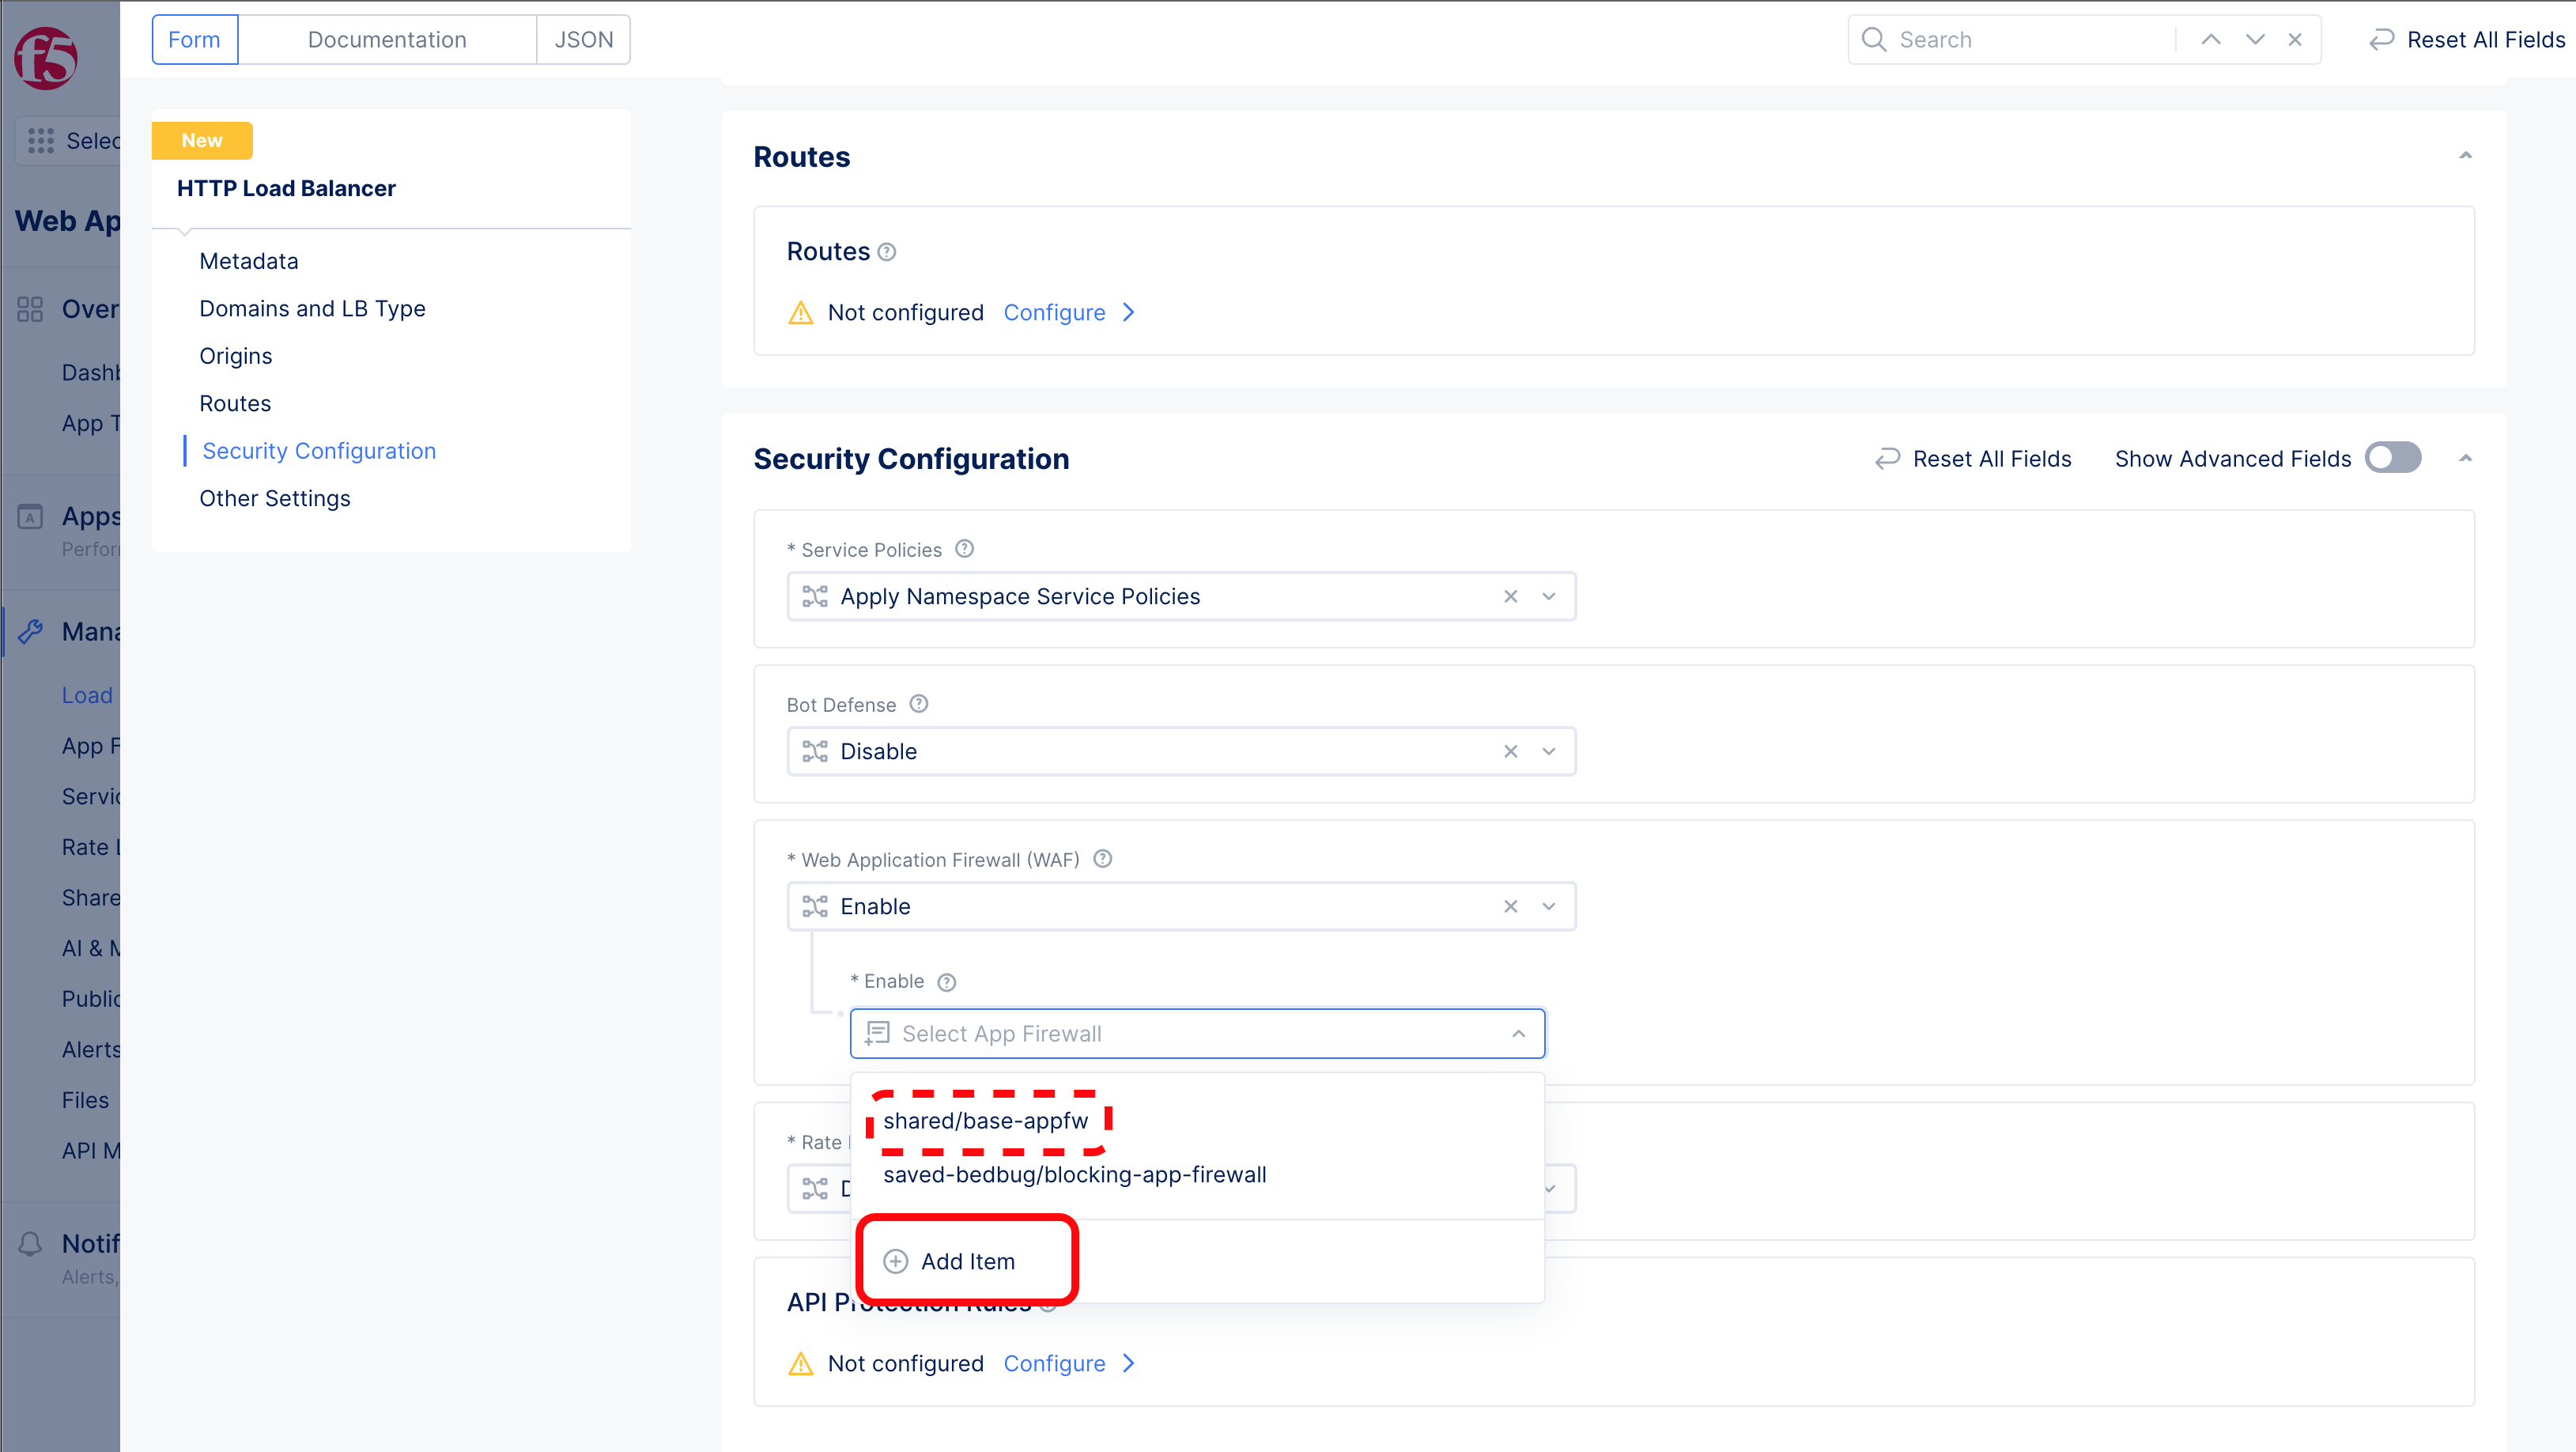 Form
Documentation
JSON
Search
Reset All Fields
f5
Selec
Web Ap
Over
Dashb
App T
Apps
Perfor
Mana
Load
App F
Servic
Rate L
Share
AI & M
Public
Alerts
Files
API M
Notif
Alerts,
New
HTTP Load Balancer
Metadata
Domains and LB Type
Origins
Routes
Security Configuration
Other Settings
Routes
Routes
Not configured Configure
Security Configuration
Reset All Fields
Show Advanced Fields
* Service Policies
Apply Namespace Service Policies
Bot Defense
Disable
* Web Application Firewall (WAF)
Enable
* Enable
Select App Firewall
shared/base-appfw
saved-bedbug/blocking-app-firewall
Add Item
* Rate
API Protection Rules
Not configured Configure